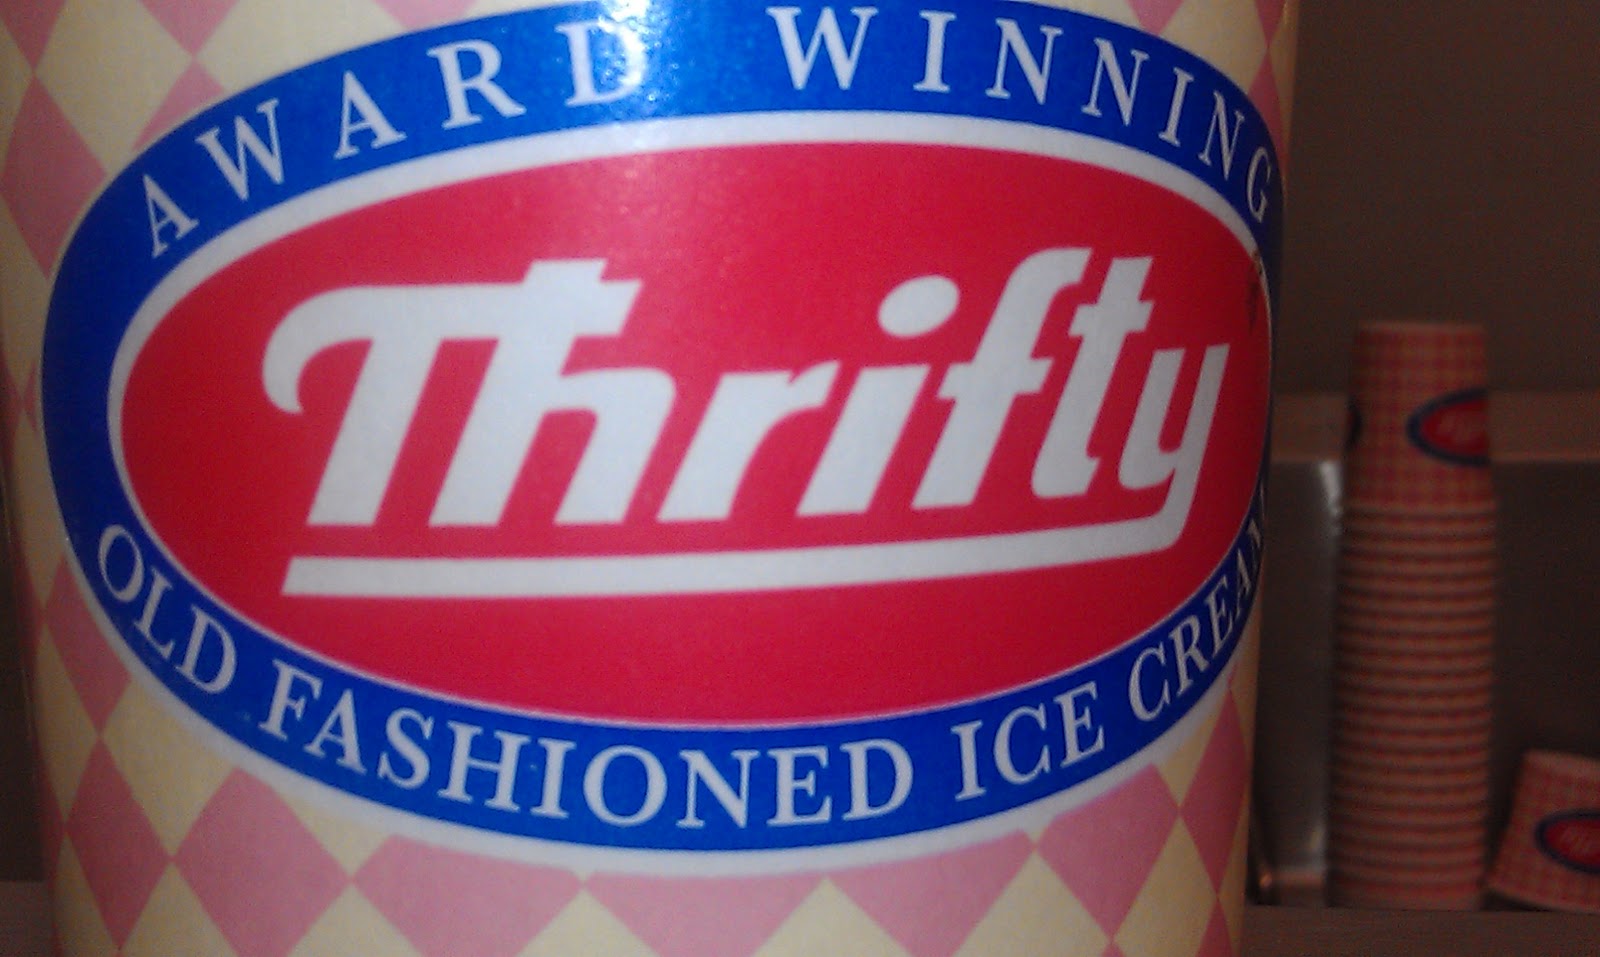 AWARD WINNING
Thrifty
OLD FASHIONED ICE CREAM